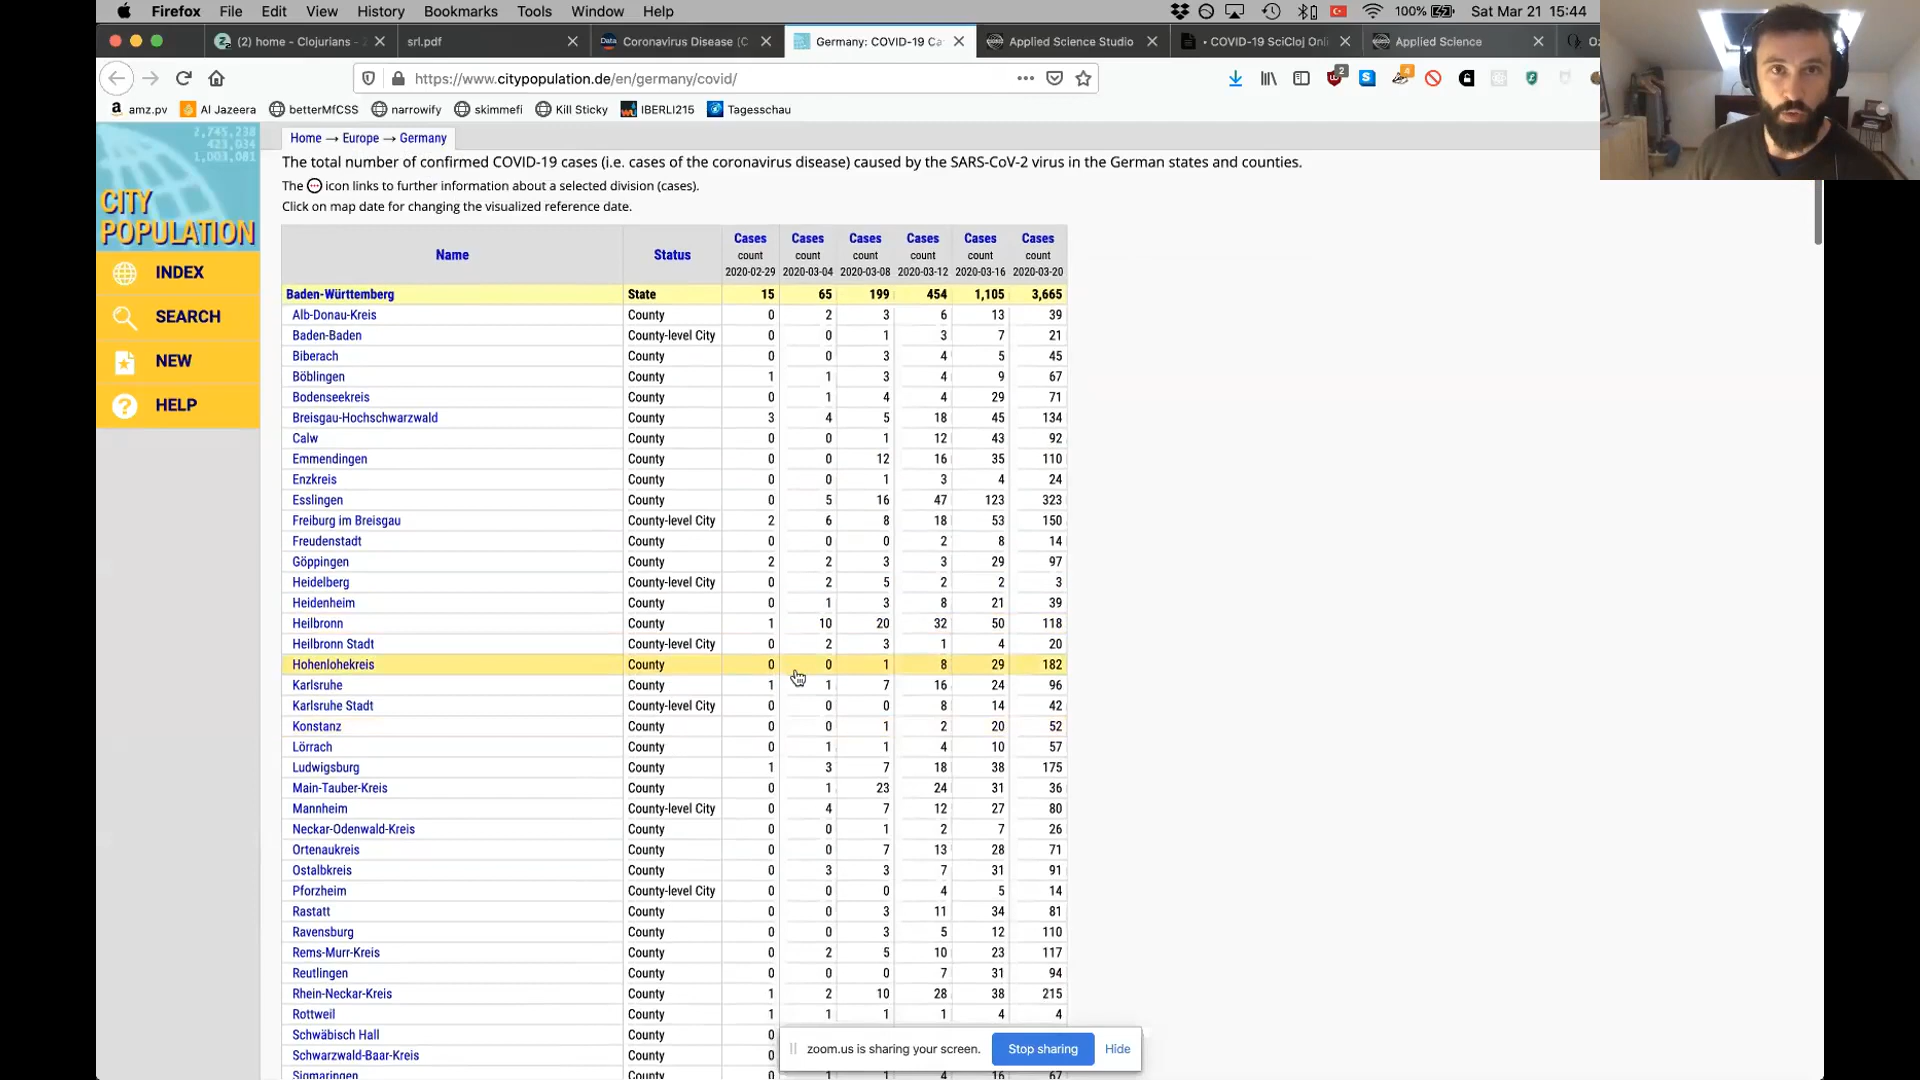 Firefox File Edit View History Bookmarks Tools Window Help 100% Sat Mar 21 15:44
(2) home - Clojurians - srl.pdf Coronavirus Disease (C Germany: COVID-19 Ca Applied Science Studio • COVID-19 SciCloj Onli Applied Science
https://www.citypopulation.de/en/germany/covid/ 2 4
amz.pv Al Jazeera betterMfCSS narrowify skimmefi Kill Sticky IBERLI215 Tagesschau
2,745,238
423,034
1,003,081
CITY
POPULATION
INDEX
SEARCH
NEW
HELP
Home → Europe → Germany
The total number of confirmed COVID-19 cases (i.e. cases of the coronavirus disease) caused by the SARS-CoV-2 virus in the German states and counties.
The icon links to further information about a selected division (cases).
Click on map date for changing the visualized reference date.
Name Status Cases Cases Cases Cases Cases Cases
count count count count count count
2020-02-29 2020-03-04 2020-03-08 2020-03-12 2020-03-16 2020-03-20
Baden-Württemberg State 15 65 199 454 1,105 3,665
Alb-Donau-Kreis County 0 2 3 6 13 39
Baden-Baden County-level City 0 0 1 3 7 21
Biberach County 0 0 3 4 5 45
Böblingen County 1 1 3 4 9 67
Bodenseekreis County 0 1 4 4 29 71
Breisgau-Hochschwarzwald County 3 4 5 18 45 134
Calw County 0 0 1 12 43 92
Emmendingen County 0 0 12 16 35 110
Enzkreis County 0 0 1 3 4 24
Esslingen County 0 5 16 47 123 323
Freiburg im Breisgau County-level City 2 6 8 18 53 150
Freudenstadt County 0 0 0 2 8 14
Göppingen County 2 2 3 3 29 97
Heidelberg County-level City 0 2 5 2 2 3
Heidenheim County 0 1 3 8 21 39
Heilbronn County 1 10 20 32 50 118
Heilbronn Stadt County-level City 0 2 3 1 4 20
Hohenlohekreis County 0 0 1 8 29 182
Karlsruhe County 1 1 7 16 24 96
Karlsruhe Stadt County-level City 0 0 0 8 14 42
Konstanz County 0 0 1 2 20 52
Lörrach County 0 1 1 4 10 57
Ludwigsburg County 1 3 7 18 38 175
Main-Tauber-Kreis County 0 1 23 24 31 36
Mannheim County-level City 0 4 7 12 27 80
Neckar-Odenwald-Kreis County 0 0 1 2 7 26
Ortenaukreis County 0 0 7 13 28 71
Ostalbkreis County 0 3 3 7 31 91
Pforzheim County-level City 0 0 0 4 5 14
Rastatt County 0 0 3 11 34 81
Ravensburg County 0 0 3 5 12 110
Rems-Murr-Kreis County 0 2 5 10 23 117
Reutlingen County 0 0 0 7 31 94
Rhein-Neckar-Kreis County 1 2 10 28 38 215
Rottweil County 1 1 1 1 4 4
Schwäbisch Hall County 0
Schwarzwald-Baar-Kreis County 0
Sigmaringen County 0 1 1 4 16 67
zoom.us is sharing your screen. Stop sharing Hide